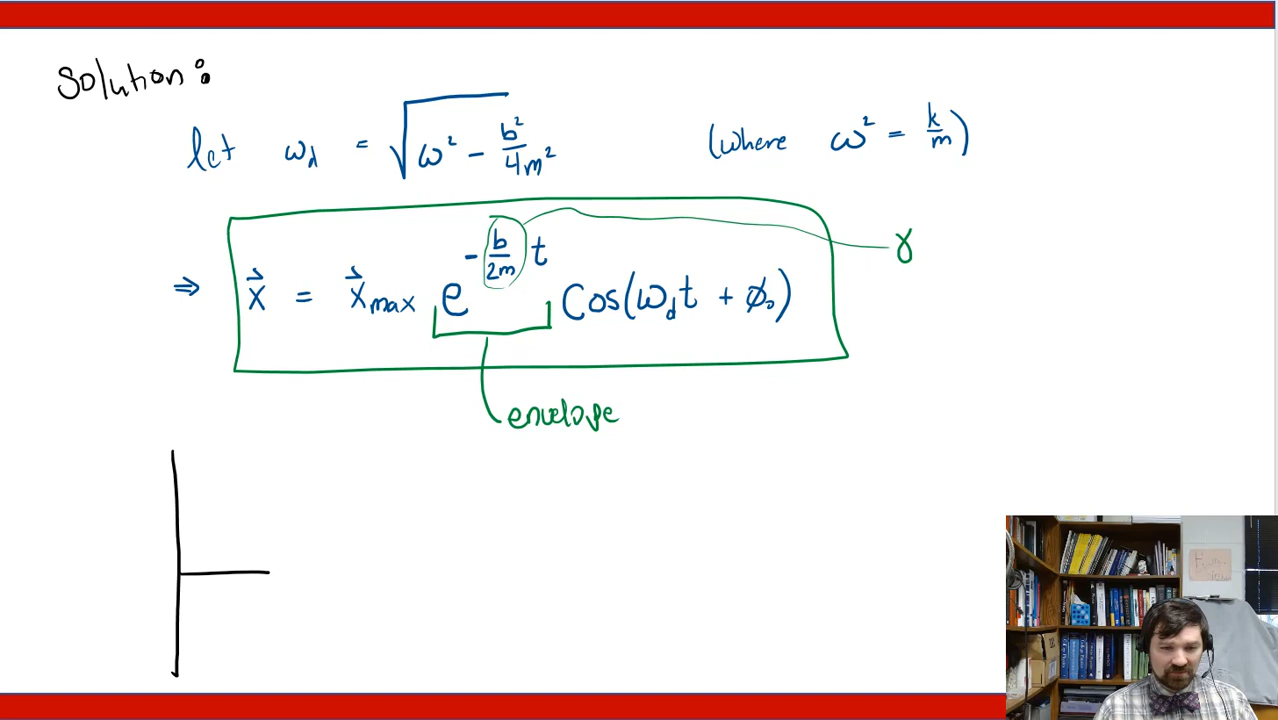 Solution:
let ω_d = √(ω² − b²/4m²) (where ω² = k/m)
⇒ x⃗ = x⃗_max e^(−(b/2m)t) Cos(ω_d t + ϕ₀)
γ
envelope